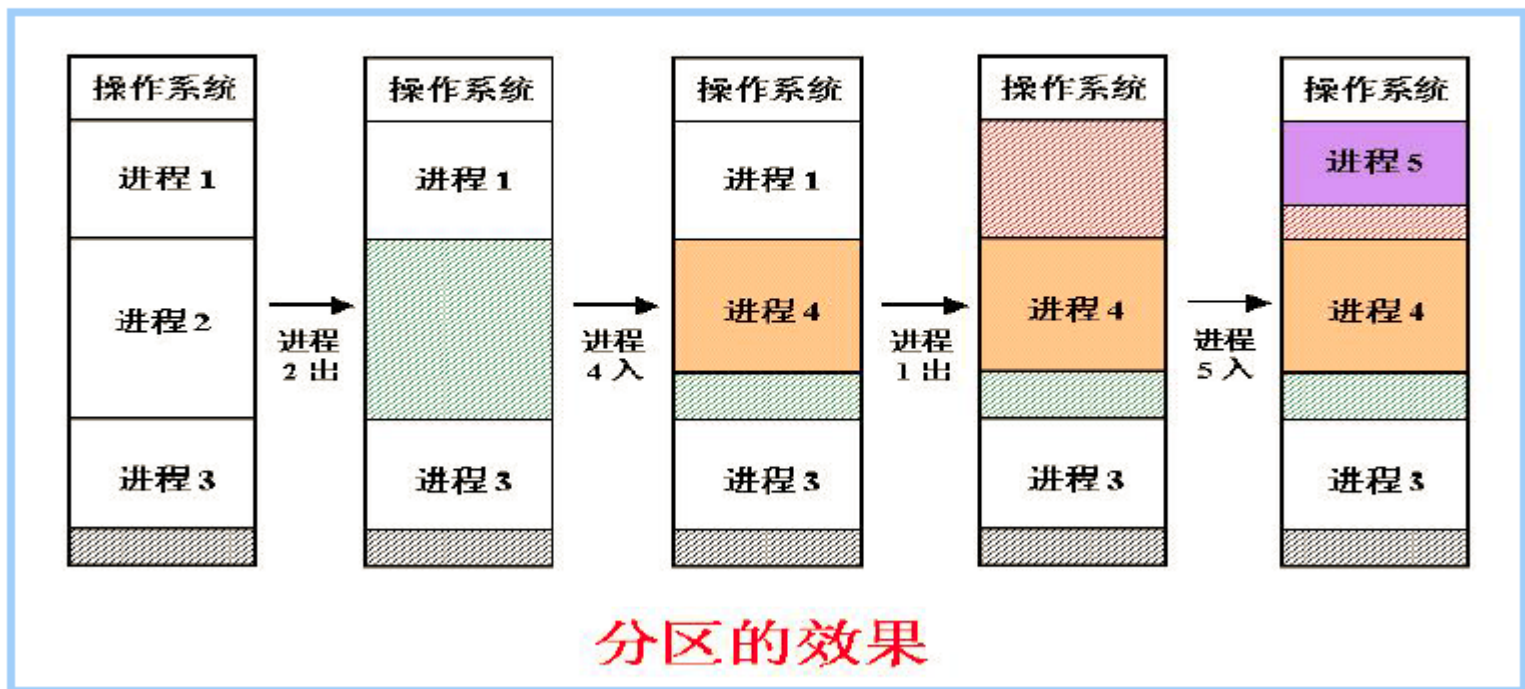 操作系统
进程1
进程2
进程3
进程
2出
操作系统
进程1
进程3
进程
4入
操作系统
进程1
进程4
进程3
进程
1出
操作系统
进程4
进程3
进程
5入
操作系统
进程5
进程4
进程3
分区的效果